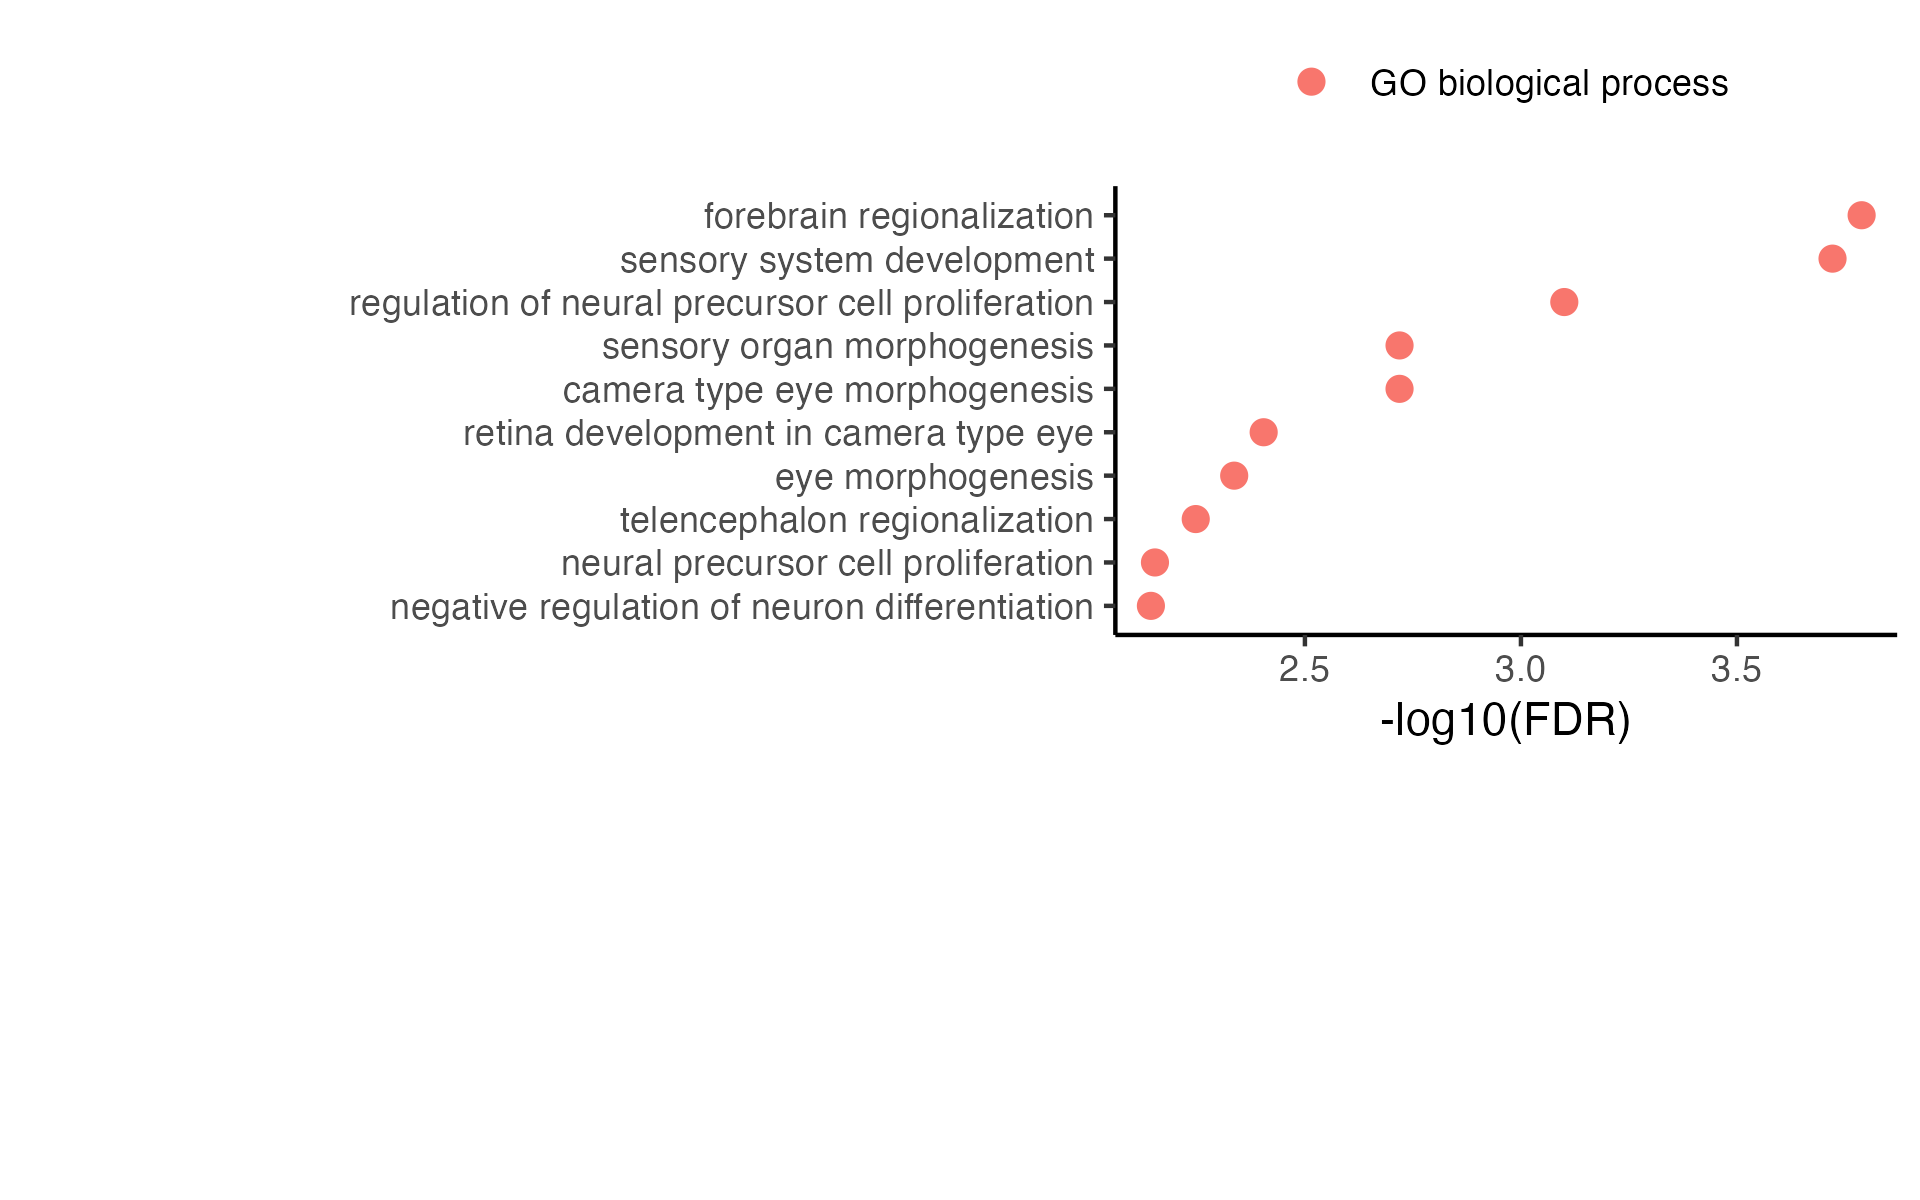 GO biological process
forebrain regionalization
sensory system development
regulation of neural precursor cell proliferation
sensory organ morphogenesis
camera type eye morphogenesis
retina development in camera type eye
eye morphogenesis
telencephalon regionalization
neural precursor cell proliferation
negative regulation of neuron differentiation
2.5 3.0 3.5
-log10(FDR)